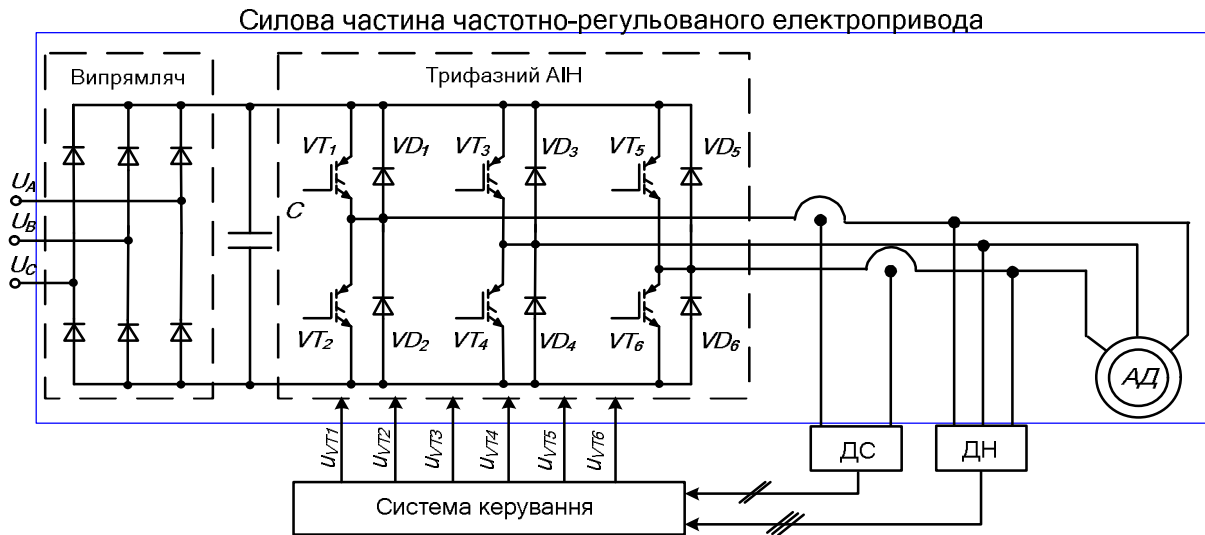 Силова частина частотно-регульованого електропривода
Випрямляч
Трифазний АІН
VT1 VD1 VT3 VD3 VT5 VD5
UA
C
UB
UC
VT2 VD2 VT4 VD4 VT6 VD6
АД
uVT1 uVT2 uVT3 uVT4 uVT5 uVT6
ДС ДН
Система керування